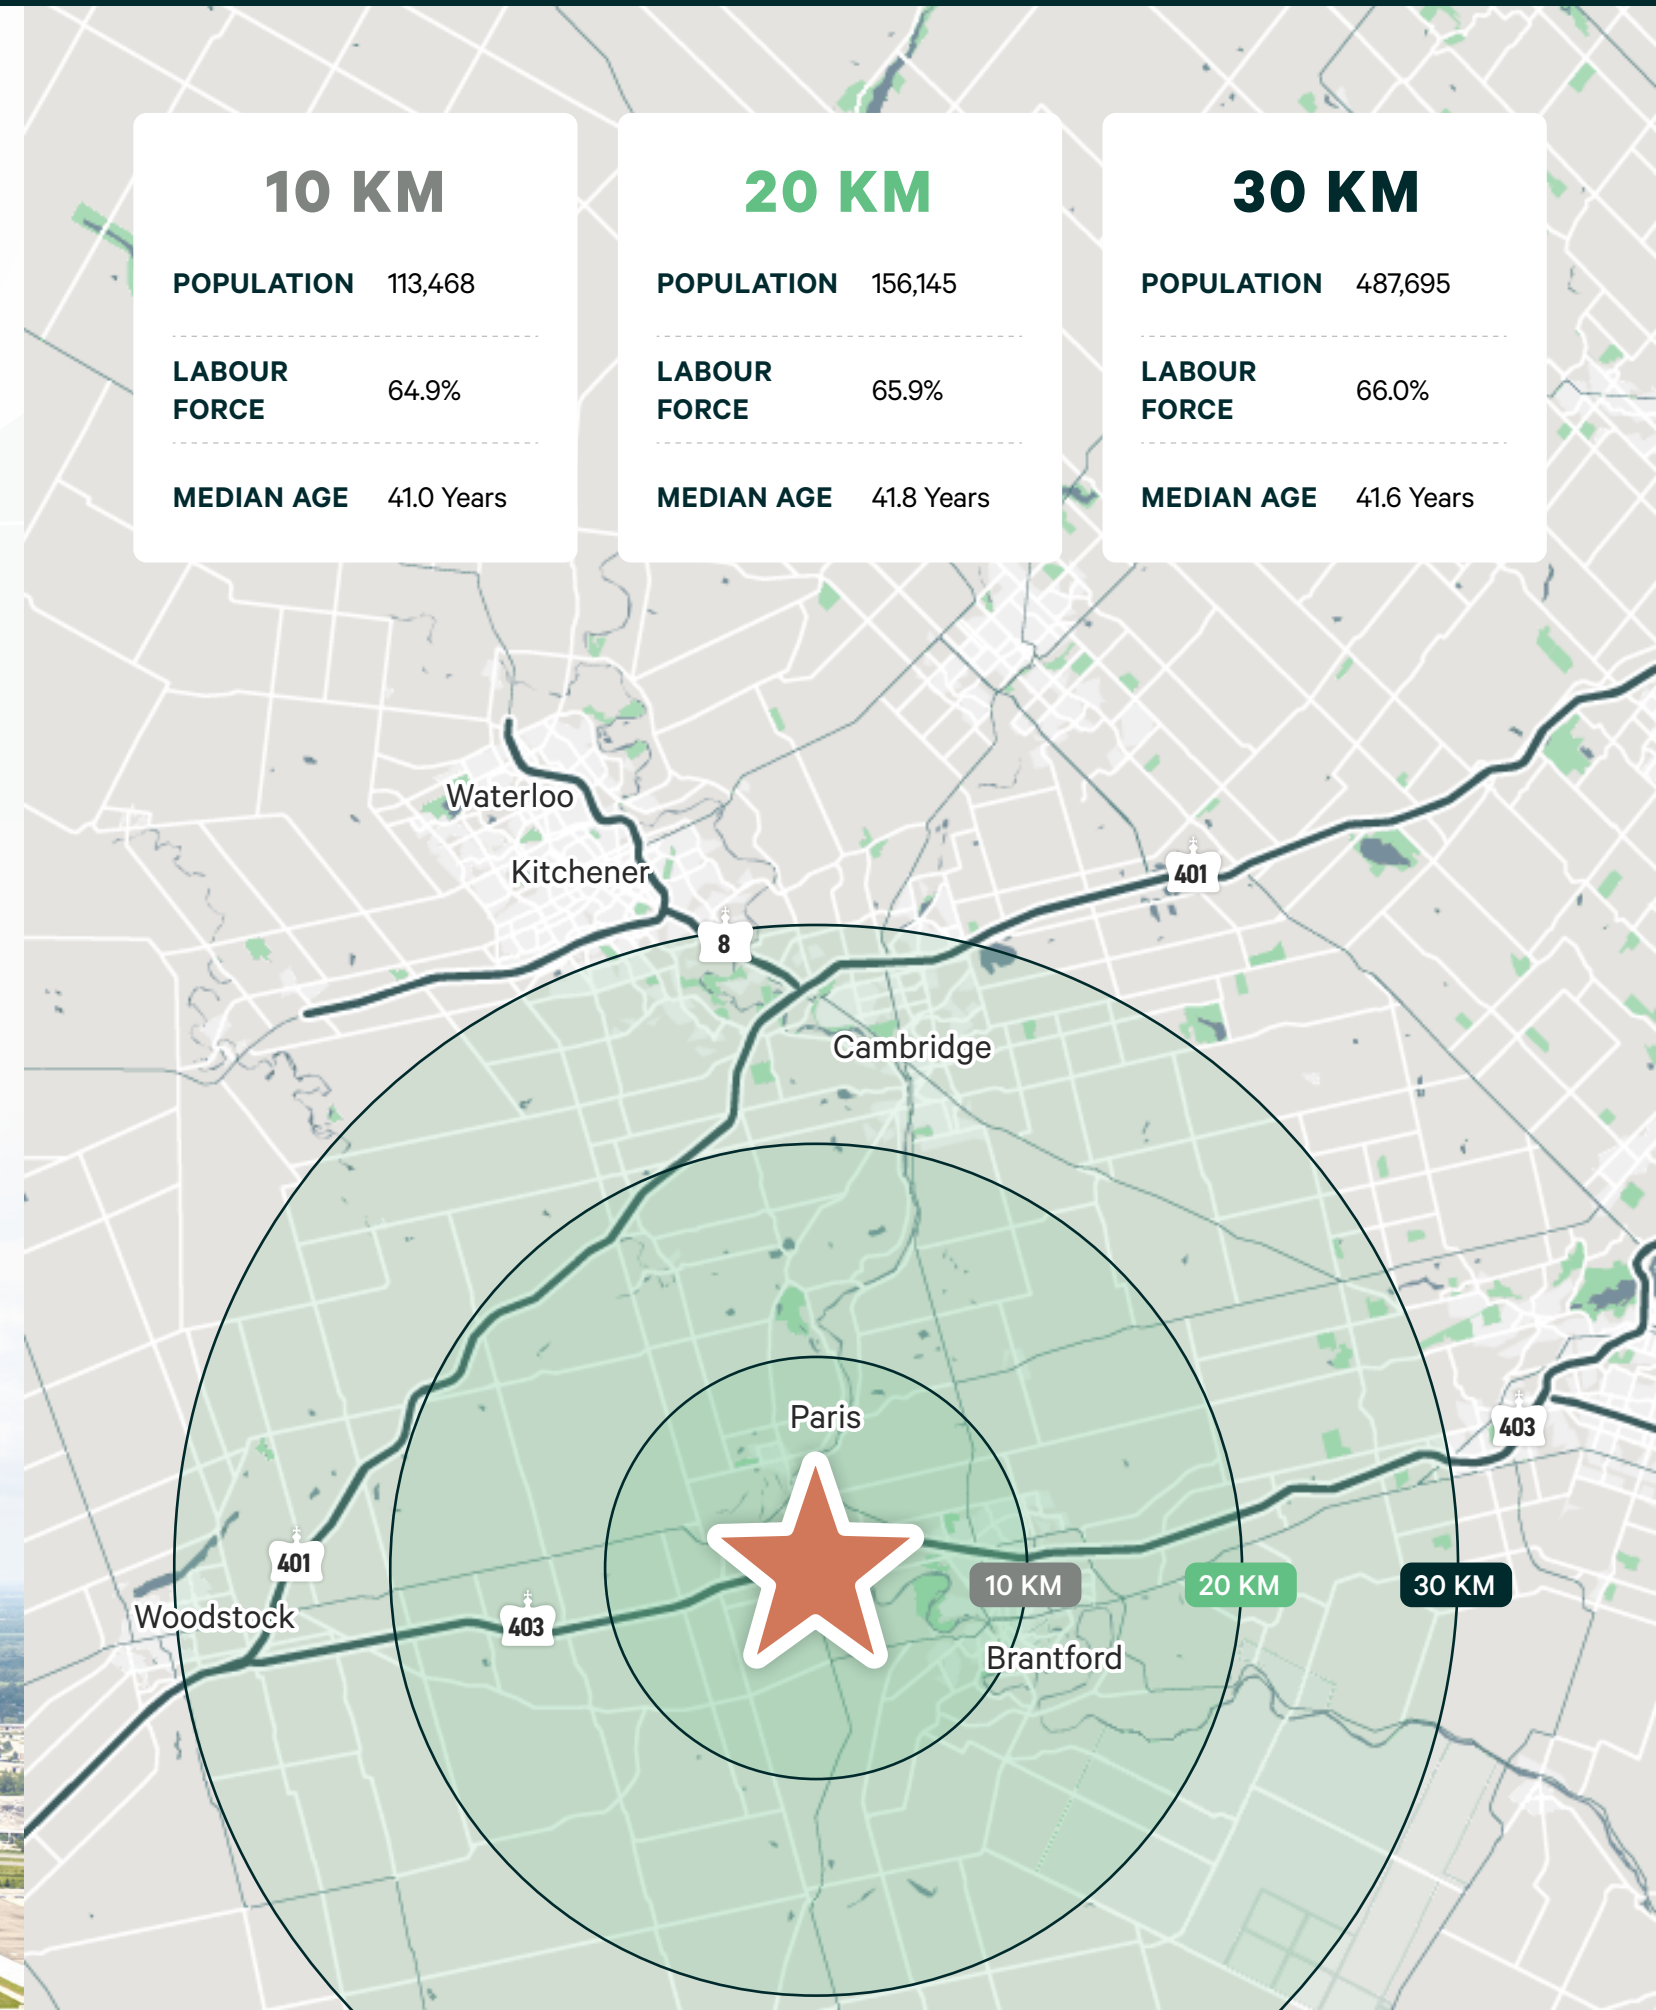 10 KM
POPULATION 113,468
LABOUR
FORCE
64.9%
MEDIAN AGE 41.0 Years
20 KM
POPULATION 156,145
LABOUR
FORCE
65.9%
MEDIAN AGE 41.8 Years
30 KM
POPULATION 487,695
LABOUR
FORCE
66.0%
MEDIAN AGE 41.6 Years
Waterloo
Kitchener
401
8
Cambridge
Paris
403
401
10 KM
20 KM
30 KM
Woodstock
403
Brantford